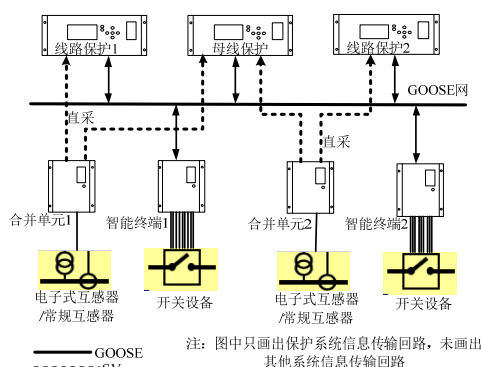 线路保护1 母线保护 线路保护2
GOOSE网
直采
直采
合并单元1 智能终端1 合并单元2 智能终端2
电子式互感器
/常规互感器
开关设备
电子式互感器
/常规互感器
开关设备
GOOSE
SV
注：图中只画出保护系统信息传输回路，未画出
其他系统信息传输回路